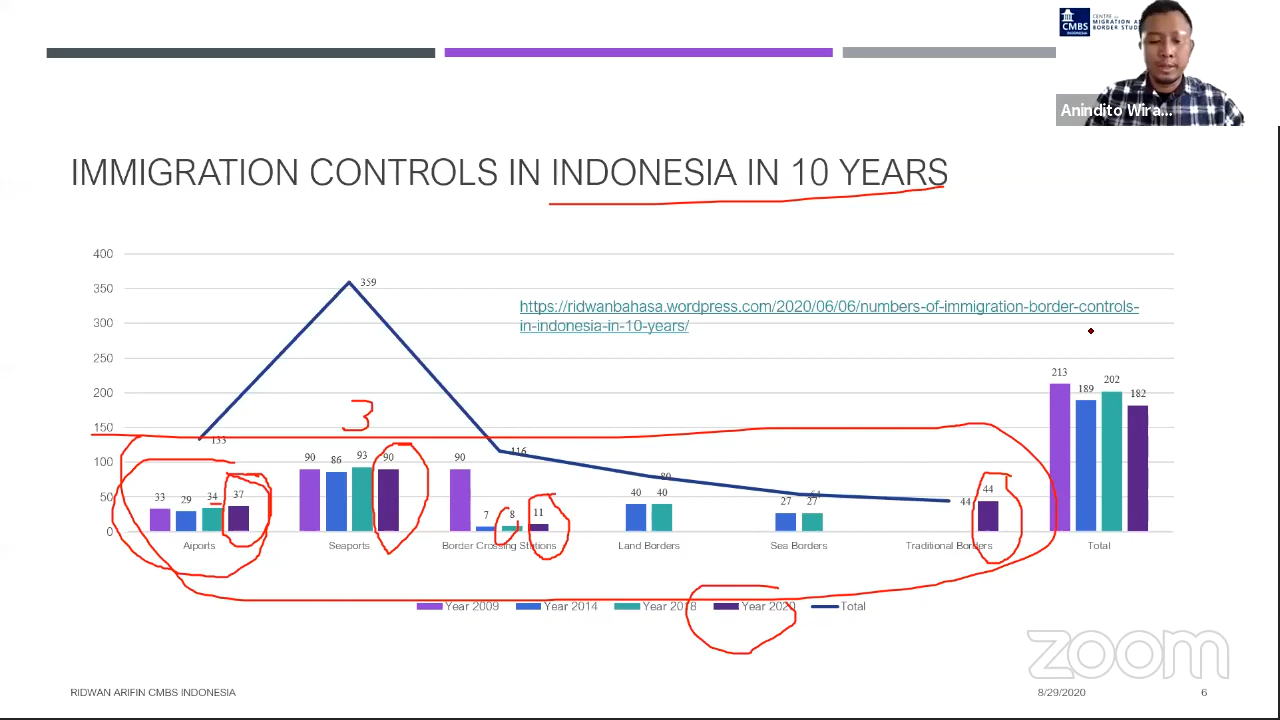 CMBS
INDONESIA
CENTRE
MIGRATION A
BORDER STUD
Anindito Wira...
IMMIGRATION CONTROLS IN INDONESIA IN 10 YEARS
400
350
300
250
200
150
100
50
0
https://ridwanbahasa.wordpress.com/2020/06/06/numbers-of-immigration-border-controls-
in-indonesia-in-10-years/
359
133
116
80
64
44
3
33 29 34 37
90 86 93 90
90 7 8 11
40 40
27 27
44
213 189 202 182
Aiports Seaports Border Crossing Stations Land Borders Sea Borders Traditional Borders Total
Year 2009 Year 2014 Year 2018 Year 2020 Total
zoom
RIDWAN ARIFIN CMBS INDONESIA 8/29/2020 6